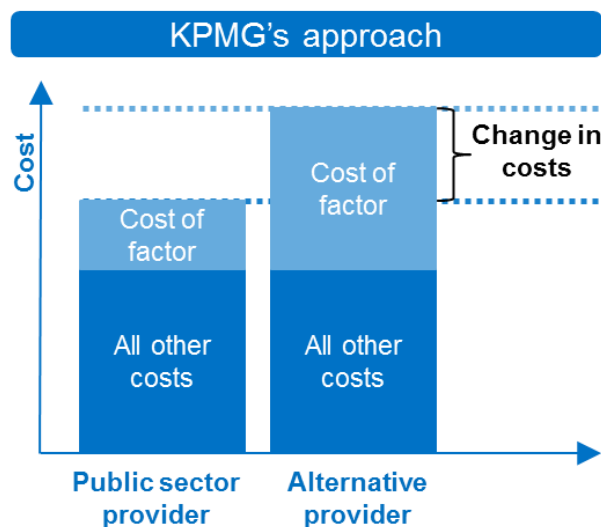 KPMG's approach
Cost
Cost of
factor
All other
costs
Cost of
factor
All other
costs
Change in
costs
Public sector
provider
Alternative
provider